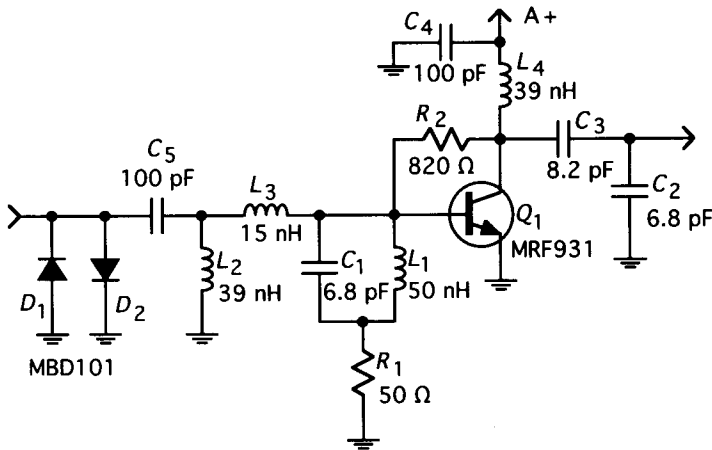 C4
100 pF
A+
L4
39 nH
R2
820 Ω
C3
8.2 pF
C2
6.8 pF
C5
100 pF
L3
15 nH
Q1
MRF931
L2
39 nH
C1
6.8 pF
L1
50 nH
D1
D2
MBD101
R1
50 Ω